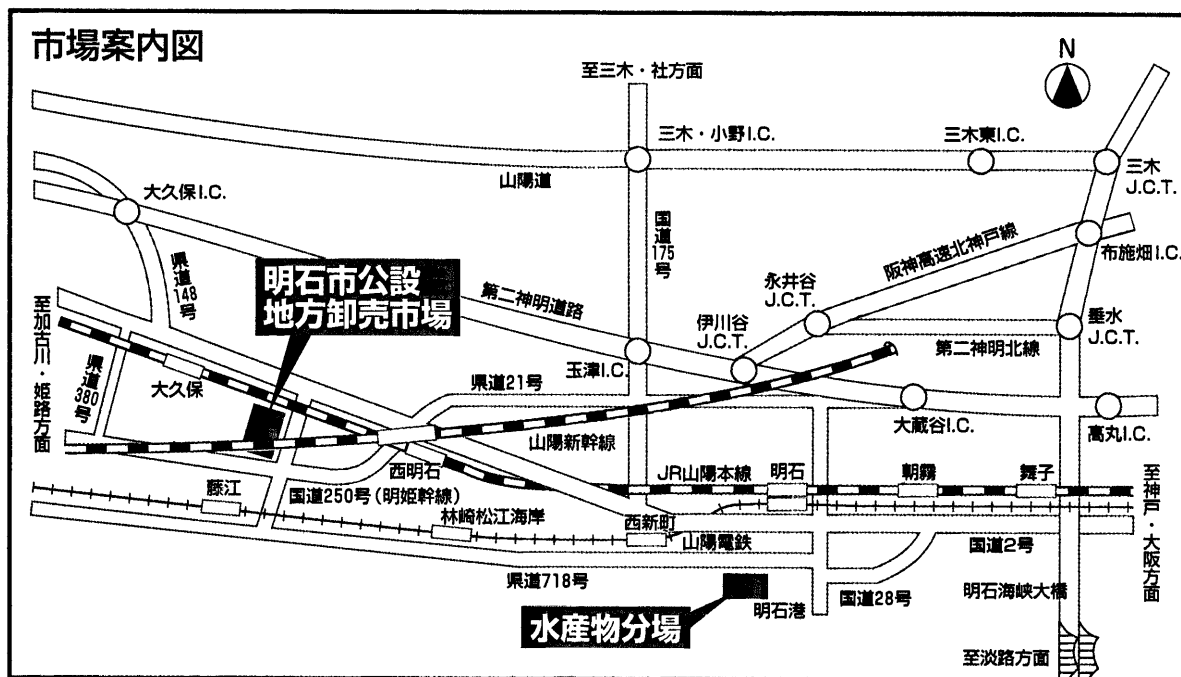 市場案内図
N
至三木・社方面
三木・小野I.C.
三木東I.C.
三木
J.C.T.
山陽道
大久保I.C.
国道175号
県道148号
阪神高速北神戸線
布施畑I.C.
明石市公設
地方卸売市場
第二神明道路
永井谷
J.C.T.
伊川谷
J.C.T.
垂水
J.C.T.
第二神明北線
至加古川・姫路方面
県道380号
大久保
玉津I.C.
県道21号
大蔵谷I.C.
高丸I.C.
山陽新幹線
西明石
JR山陽本線
明石
朝霧
舞子
至神戸・大阪方面
藤江
国道250号(明姫幹線)
林崎松江海岸
西新町
山陽電鉄
国道2号
県道718号
明石港
国道28号
明石海峡大橋
水産物分場
至淡路方面